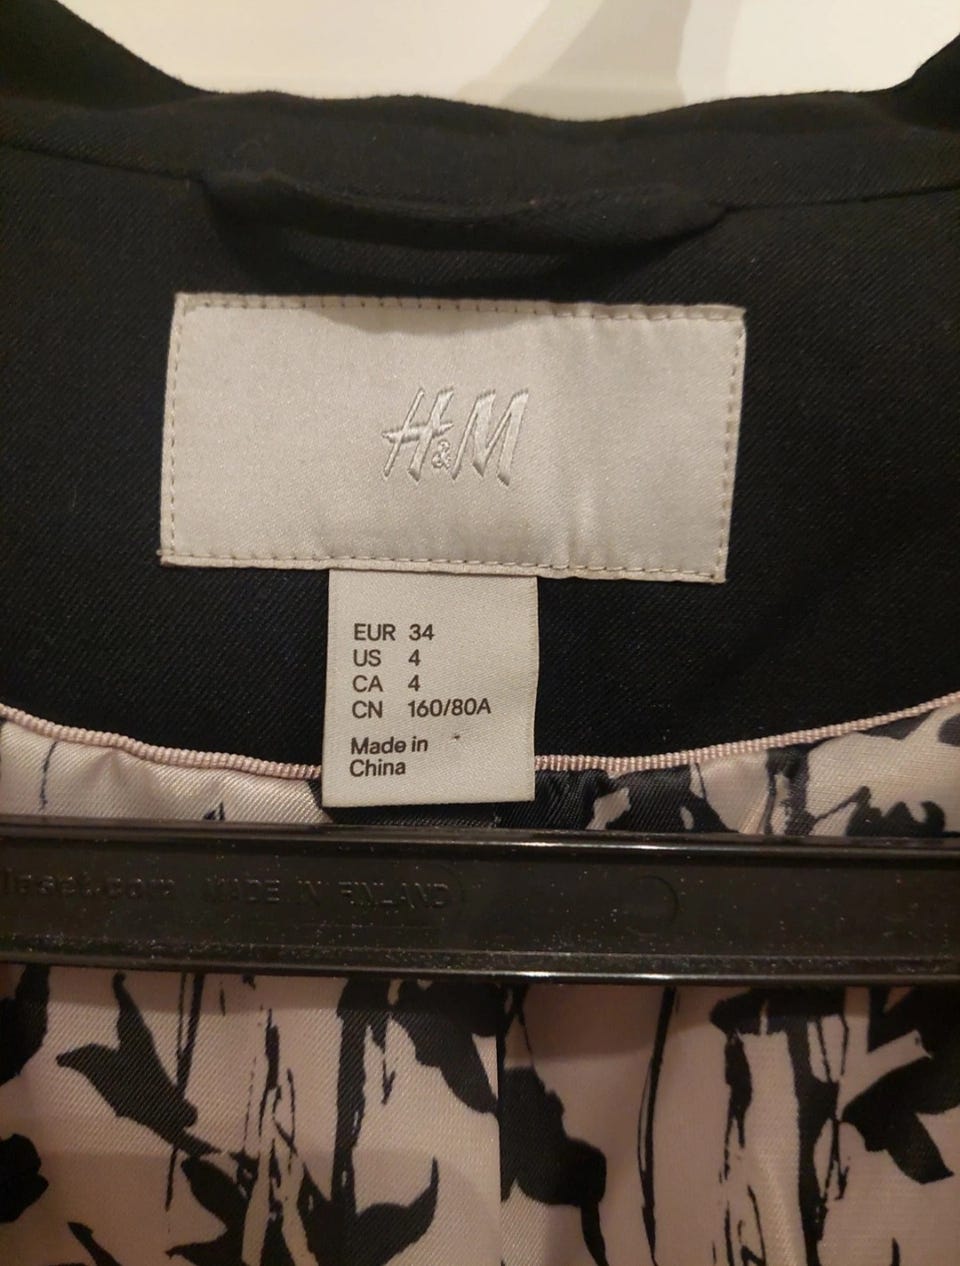 H&M
EUR 34
US 4
CA 4
CN 160/80A
Made in
China
MADE IN FINLAND